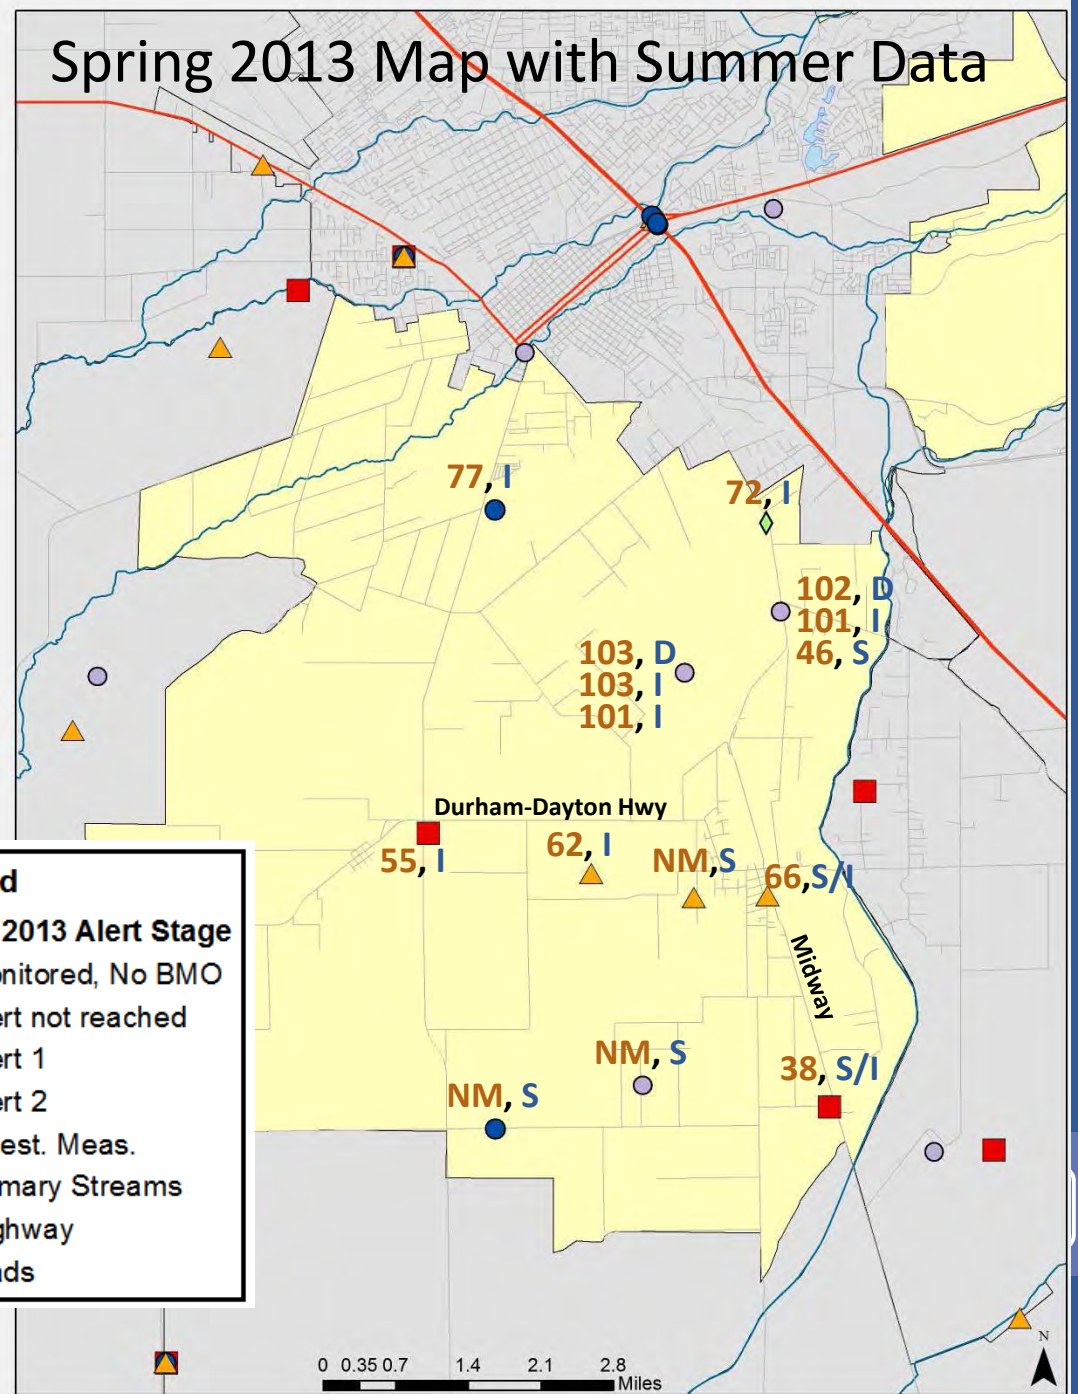 Spring 2013 Map with Summer Data
77, I
72, I
102, D
101, I
46, S
103, D
103, I
101, I
Durham-Dayton Hwy
55, I
62, I
NM,S
66,S/I
Midway
NM, S
38, S/I
NM, S
d
2013 Alert Stage
onitored, No BMO
ert not reached
ert 1
ert 2
est. Meas.
mary Streams
ghway
ads
0 0.35 0.7 1.4 2.1 2.8
Miles
N